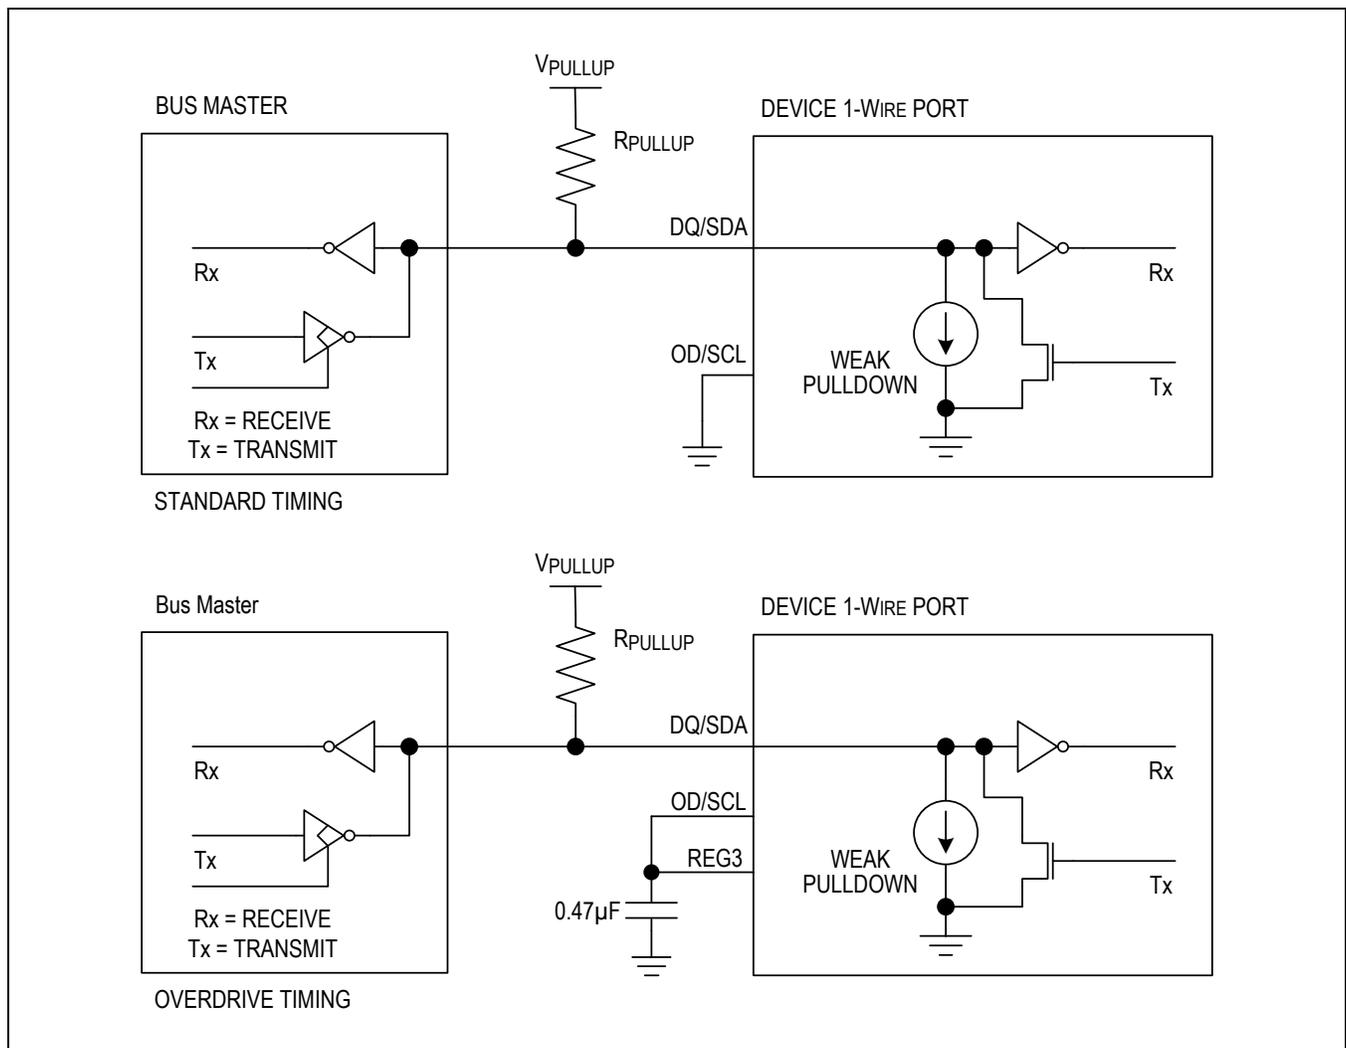 VPULLUP
BUS MASTER
DEVICE 1-WIRE PORT
RPULLUP
DQ/SDA
Rx
Rx
Tx
OD/SCL
WEAK
PULLDOWN
Tx
Rx = RECEIVE
Tx = TRANSMIT
STANDARD TIMING
VPULLUP
Bus Master
DEVICE 1-WIRE PORT
RPULLUP
DQ/SDA
Rx
Rx
OD/SCL
Tx
REG3
WEAK
PULLDOWN
Tx
0.47µF
Rx = RECEIVE
Tx = TRANSMIT
OVERDRIVE TIMING